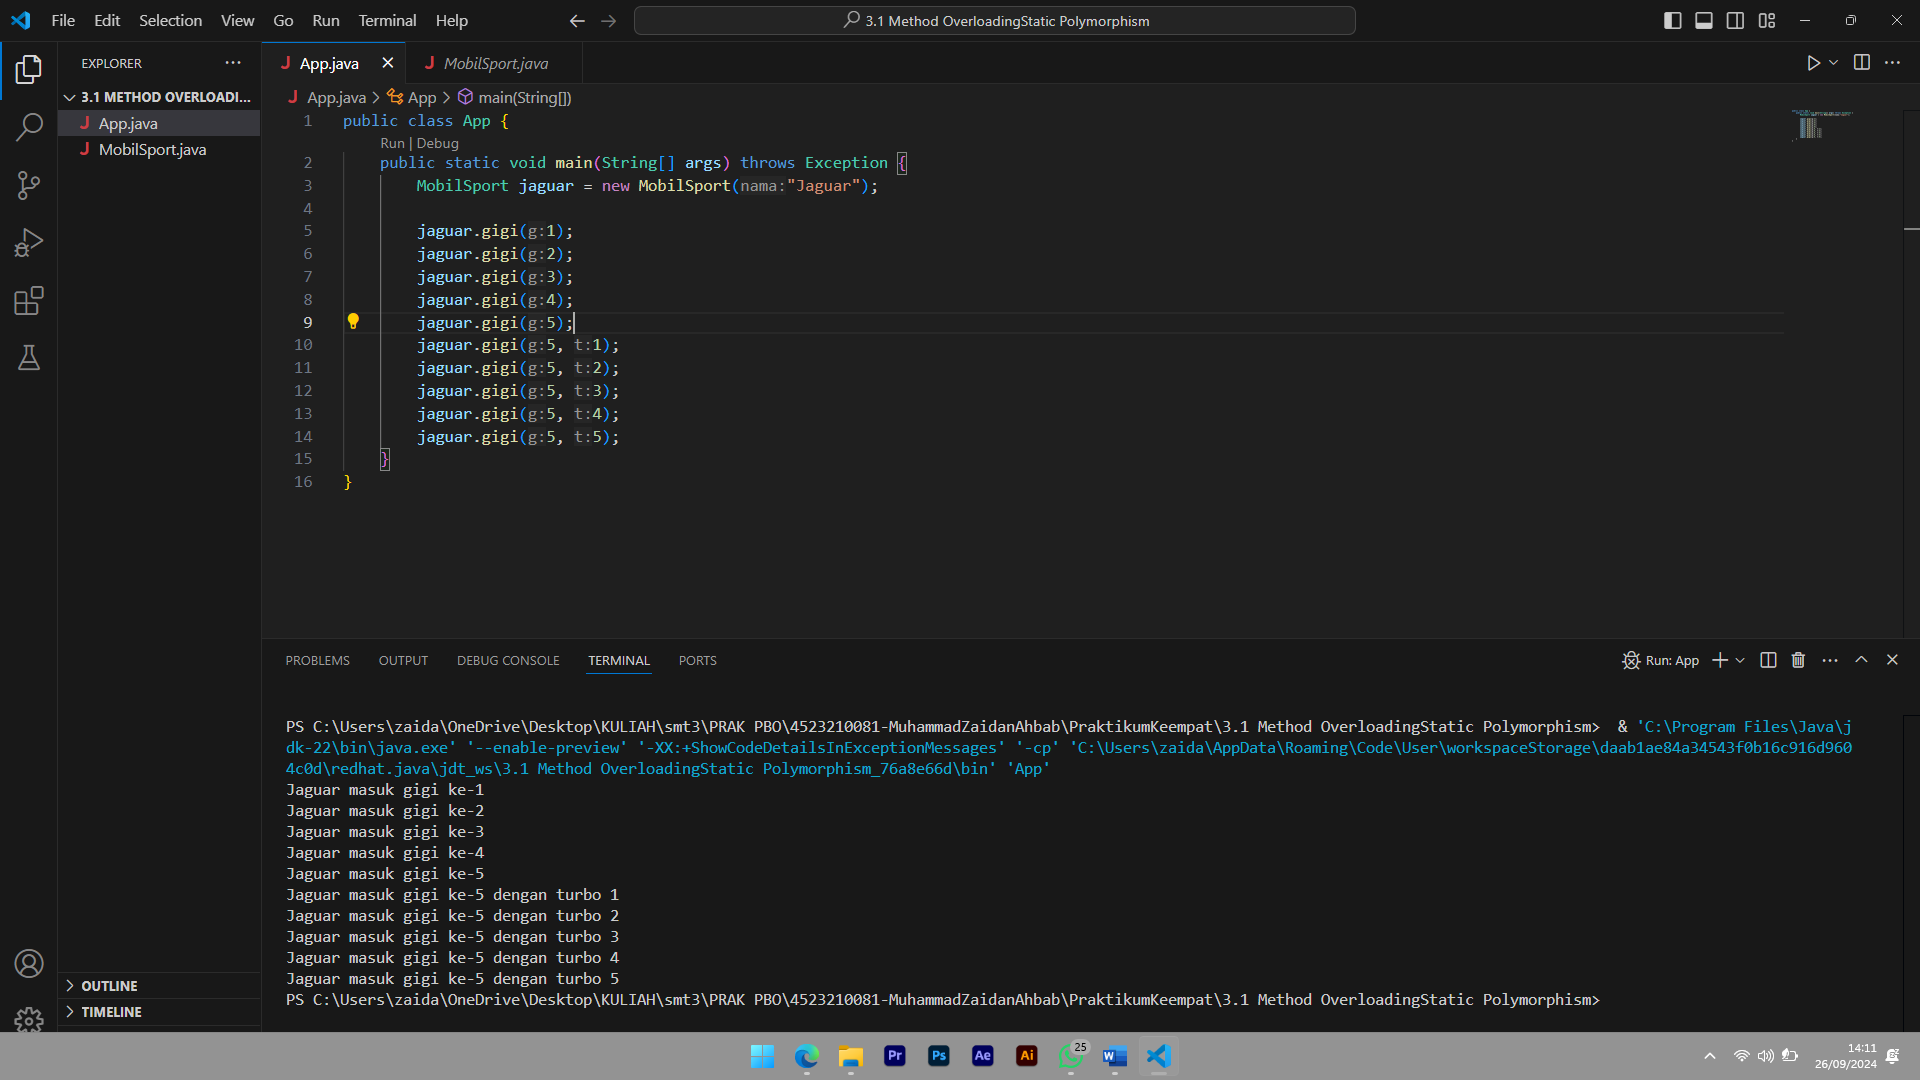 File Edit Selection View Go Run Terminal Help
3.1 Method OverloadingStatic Polymorphism
EXPLORER
App.java
MobilSport.java
3.1 METHOD OVERLOADI...
App.java
MobilSport.java
App.java > App > main(String[])
1 public class App {
Run | Debug
2 public static void main(String[] args) throws Exception {
3 MobilSport jaguar = new MobilSport(nama:"Jaguar");
4
5 jaguar.gigi(g:1);
6 jaguar.gigi(g:2);
7 jaguar.gigi(g:3);
8 jaguar.gigi(g:4);
9 jaguar.gigi(g:5);
10 jaguar.gigi(g:5, t:1);
11 jaguar.gigi(g:5, t:2);
12 jaguar.gigi(g:5, t:3);
13 jaguar.gigi(g:5, t:4);
14 jaguar.gigi(g:5, t:5);
15 }
16 }
PROBLEMS OUTPUT DEBUG CONSOLE TERMINAL PORTS
Run: App
PS C:\Users\zaida\OneDrive\Desktop\KULIAH\smt3\PRAK PBO\4523210081-MuhammadZaidanAhbab\PraktikumKeempat\3.1 Method OverloadingStatic Polymorphism>  & 'C:\Program Files\Java\j
dk-22\bin\java.exe' '--enable-preview' '-XX:+ShowCodeDetailsInExceptionMessages' '-cp' 'C:\Users\zaida\AppData\Roaming\Code\User\workspaceStorage\daab1ae84a34543f0b16c916d960
4c0d\redhat.java\jdt_ws\3.1 Method OverloadingStatic Polymorphism_76a8e66d\bin' 'App'
Jaguar masuk gigi ke-1
Jaguar masuk gigi ke-2
Jaguar masuk gigi ke-3
Jaguar masuk gigi ke-4
Jaguar masuk gigi ke-5
Jaguar masuk gigi ke-5 dengan turbo 1
Jaguar masuk gigi ke-5 dengan turbo 2
Jaguar masuk gigi ke-5 dengan turbo 3
Jaguar masuk gigi ke-5 dengan turbo 4
Jaguar masuk gigi ke-5 dengan turbo 5
PS C:\Users\zaida\OneDrive\Desktop\KULIAH\smt3\PRAK PBO\4523210081-MuhammadZaidanAhbab\PraktikumKeempat\3.1 Method OverloadingStatic Polymorphism>
OUTLINE
TIMELINE
Pr Ps Ae Ai 25 W
14:11
26/09/2024